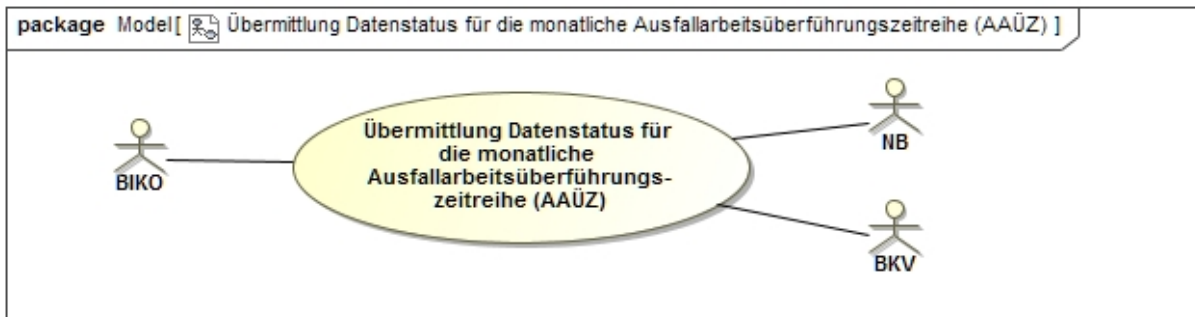 package Model[ Übermittlung Datenstatus für die monatliche Ausfallarbeitsüberführungszeitreihe (AAÜZ) ]
Übermittlung Datenstatus für
die monatliche
Ausfallarbeitsüberführungs-
zeitreihe (AAÜZ)
BIKO
NB
BKV